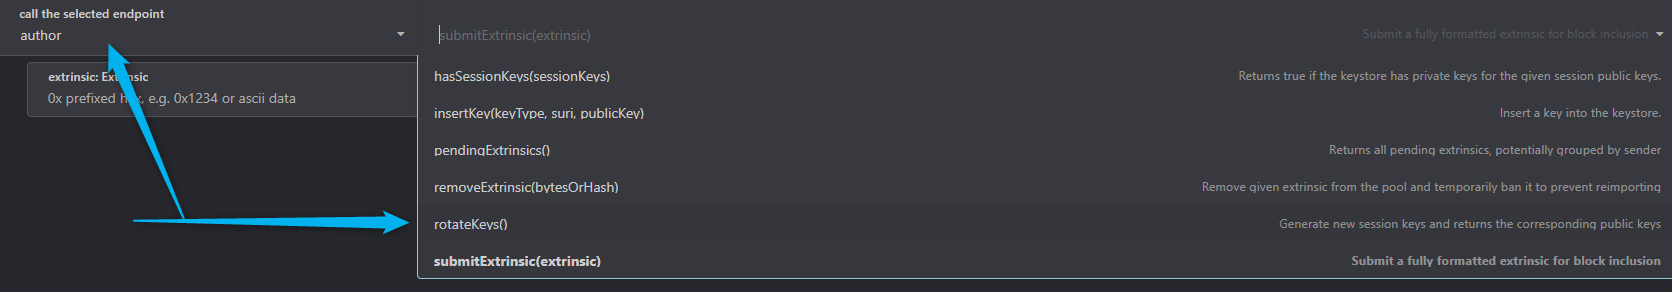 call the selected endpoint
author
submitExtrinsic(extrinsic) Submit a fully formatted extrinsic for block inclusion
extrinsic: Extrinsic
0x prefixed hex, e.g. 0x1234 or ascii data
hasSessionKeys(sessionKeys) Returns true if the keystore has private keys for the given session public keys.
insertKey(keyType, suri, publicKey) Insert a key into the keystore.
pendingExtrinsics() Returns all pending extrinsics, potentially grouped by sender
removeExtrinsic(bytesOrHash) Remove given extrinsic from the pool and temporarily ban it to prevent reimporting
rotateKeys() Generate new session keys and returns the corresponding public keys
submitExtrinsic(extrinsic) Submit a fully formatted extrinsic for block inclusion